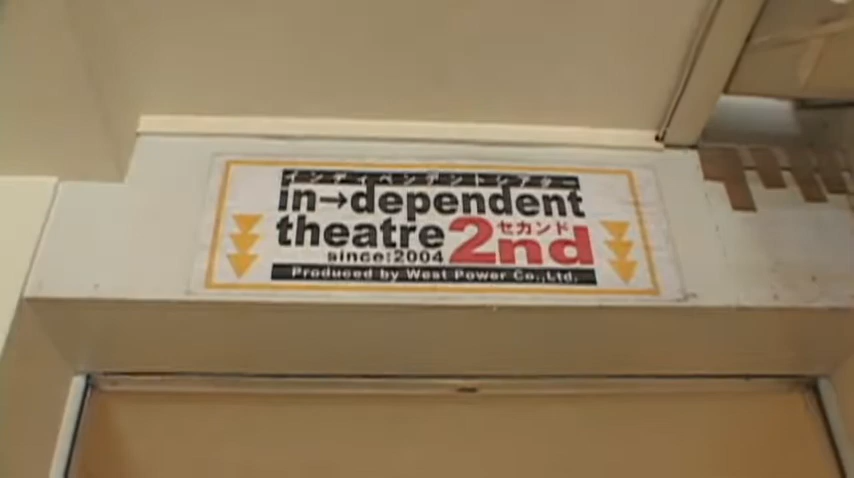 インディペンデントシアター
in→dependent
theatre 2nd
セカンド
since:2004
Produced by West Power Co.,Ltd.